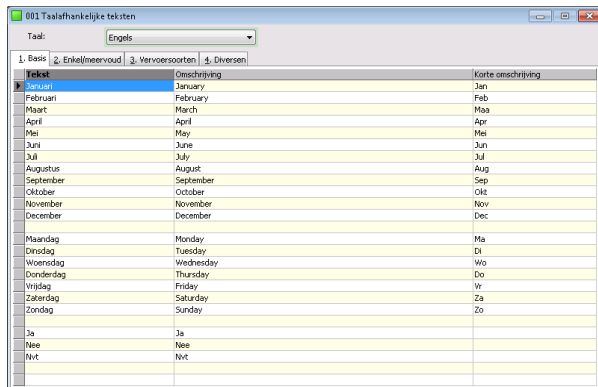 001 Taalafhankelijke teksten
Taal: Engels
1. Basis 2. Enkel/meervoud 3. Vervoersoorten 4. Diversen
Tekst Omschrijving Korte omschrijving
Januari January Jan
Februari February Feb
Maart March Maa
April April Apr
Mei May Mei
Juni June Jun
Juli July Jul
Augustus August Aug
September September Sep
Oktober October Okt
November November Nov
December December Dec
Maandag Monday Ma
Dinsdag Tuesday Di
Woensdag Wednesday Wo
Donderdag Thursday Do
Vrijdag Friday Vr
Zaterdag Saturday Za
Zondag Sunday Zo
Ja Ja
Nee Nee
Nvt Nvt